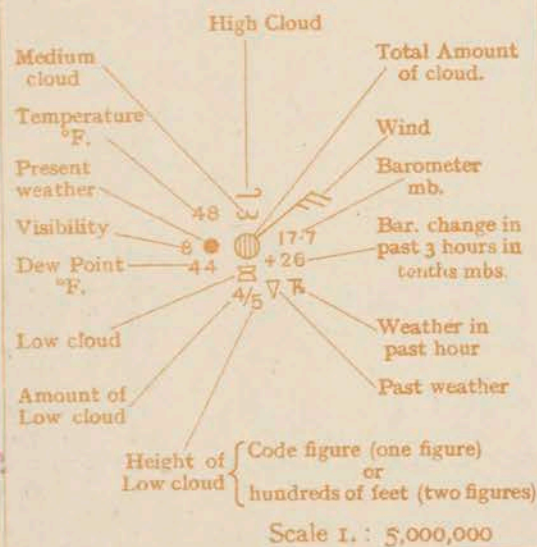 High Cloud
Medium
cloud
Total Amount
of cloud.
Temperature
°F.
Wind
Present
weather
Barometer
mb.
48
Visibility
8
17·7
Bar. change in
past 3 hours in
tenths mbs.
Dew Point
°F.
44
+26
4/5
Low cloud
Weather in
past hour
Amount of
Low cloud
Past weather
Height of
Low cloud
Code figure (one figure)
or
hundreds of feet (two figures)
Scale 1. : 5,000,000